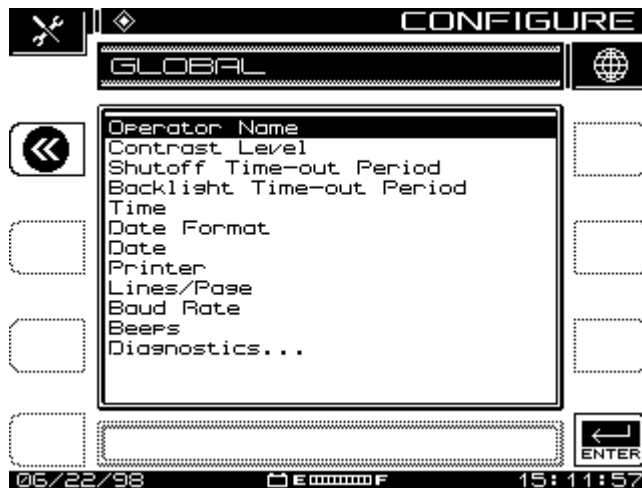 CONFIGURE
GLOBAL
Operator Name
Contrast Level
Shutoff Time-out Period
Backlight Time-out Period
Time
Date Format
Date
Printer
Lines/Page
Baud Rate
Beeps
Diagnostics...
ENTER
06/22/98 E F 15:11:57